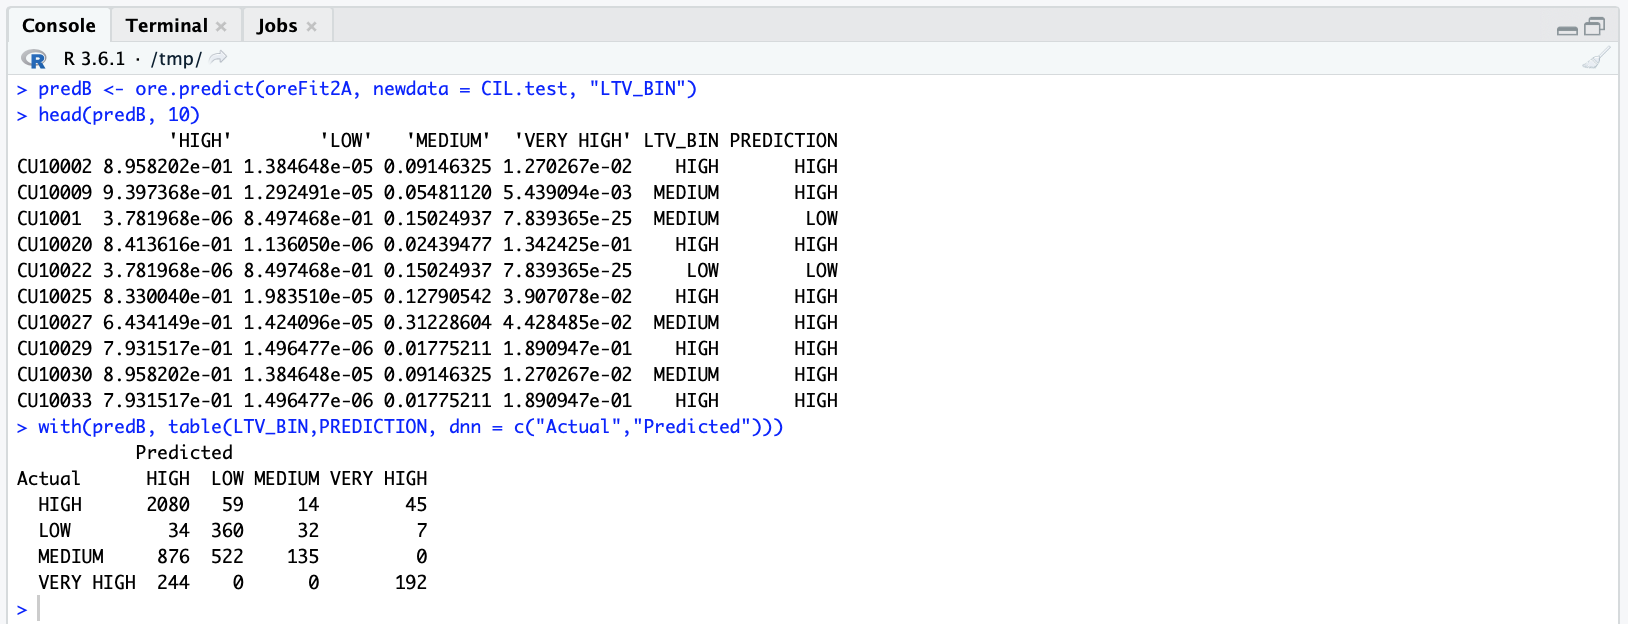 Console Terminal × Jobs ×
R R 3.6.1 · /tmp/
> predB <- ore.predict(oreFit2A, newdata = CIL.test, "LTV_BIN")
> head(predB, 10)
'HIGH' 'LOW' 'MEDIUM' 'VERY HIGH' LTV_BIN PREDICTION
CU10002 8.958202e-01 1.384648e-05 0.09146325 1.270267e-02 HIGH HIGH
CU10009 9.397368e-01 1.292491e-05 0.05481120 5.439094e-03 MEDIUM HIGH
CU1001 3.781968e-06 8.497468e-01 0.15024937 7.839365e-25 MEDIUM LOW
CU10020 8.413616e-01 1.136050e-06 0.02439477 1.342425e-01 HIGH HIGH
CU10022 3.781968e-06 8.497468e-01 0.15024937 7.839365e-25 LOW LOW
CU10025 8.330040e-01 1.983510e-05 0.12790542 3.907078e-02 HIGH HIGH
CU10027 6.434149e-01 1.424096e-05 0.31228604 4.428485e-02 MEDIUM HIGH
CU10029 7.931517e-01 1.496477e-06 0.01775211 1.890947e-01 HIGH HIGH
CU10030 8.958202e-01 1.384648e-05 0.09146325 1.270267e-02 MEDIUM HIGH
CU10033 7.931517e-01 1.496477e-06 0.01775211 1.890947e-01 HIGH HIGH
> with(predB, table(LTV_BIN,PREDICTION, dnn = c("Actual","Predicted")))
Predicted
Actual HIGH LOW MEDIUM VERY HIGH
HIGH 2080 59 14 45
LOW 34 360 32 7
MEDIUM 876 522 135 0
VERY HIGH 244 0 0 192
>